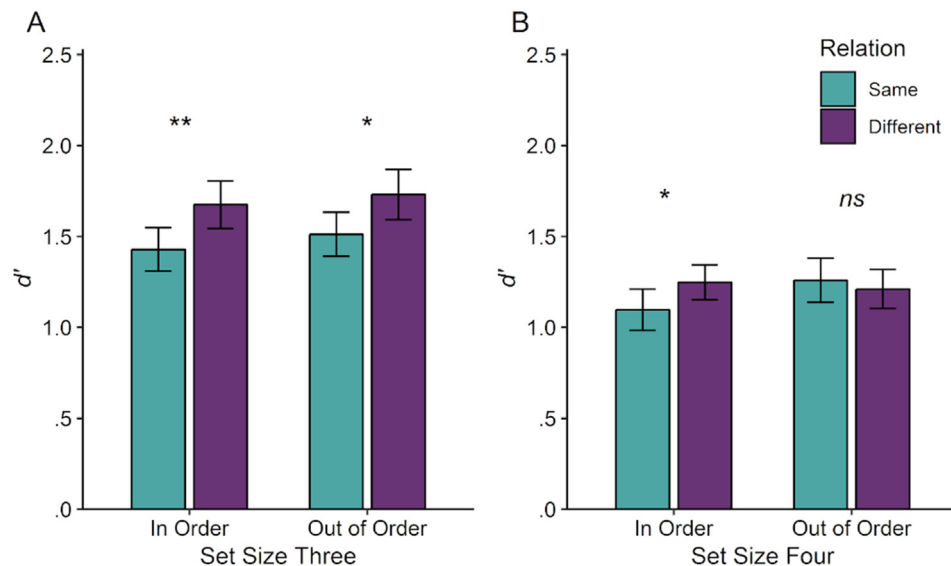 A
2.5
2.0
1.5
1.0
.5
.0
d'
**
*
In Order
Out of Order
Set Size Three
B
Relation
Same
Different
2.5
2.0
1.5
1.0
.5
.0
d'
*
ns
In Order
Out of Order
Set Size Four